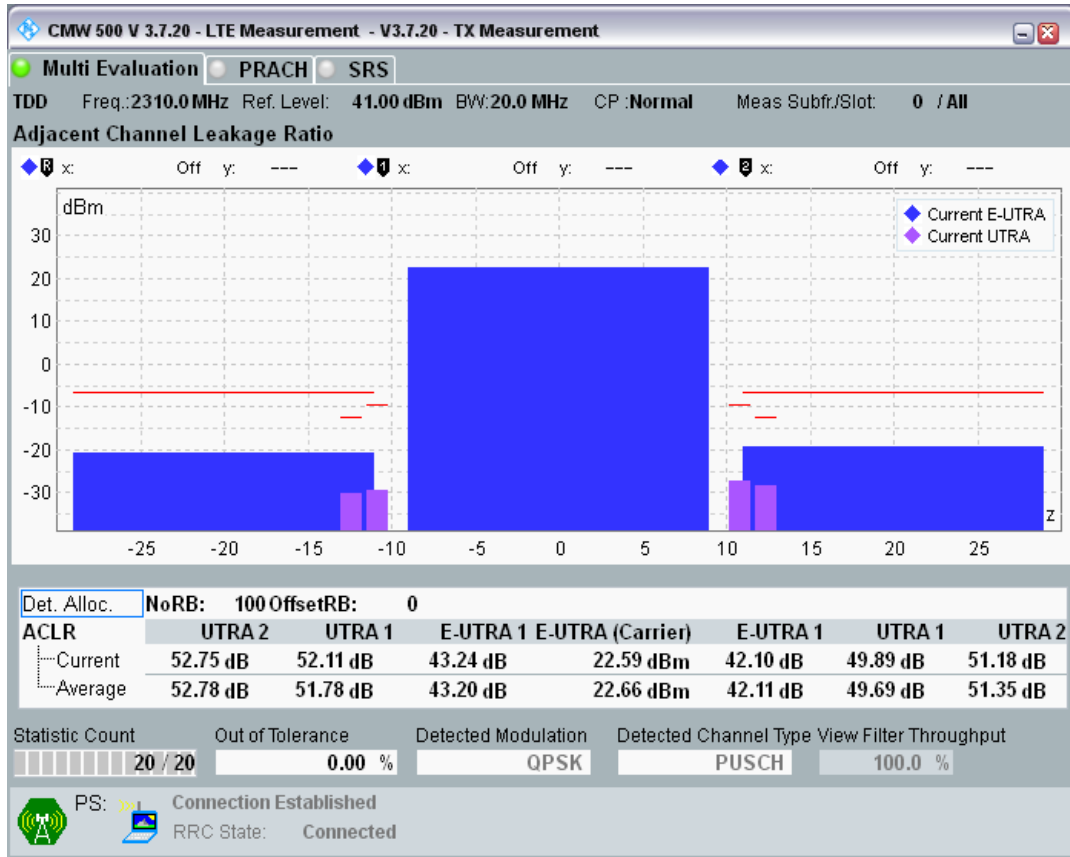 CMW 500 V 3.7.20 - LTE Measurement - V3.7.20 - TX Measurement
Multi Evaluation PRACH SRS
TDD Freq.:2310.0 MHz Ref. Level: 41.00 dBm BW:20.0 MHz CP :Normal Meas Subfr./Slot: 0 / All
Adjacent Channel Leakage Ratio
R x: Off y: --- 1 x: Off y: --- 2 x: Off y: ---
dBm
Current E-UTRA
Current UTRA
30
20
10
0
-10
-20
-30
z
-25 -20 -15 -10 -5 0 5 10 15 20 25
Det. Alloc. NoRB: 100 OffsetRB: 0
ACLR UTRA 2 UTRA 1 E-UTRA 1 E-UTRA (Carrier) E-UTRA 1 UTRA 1 UTRA 2
Current 52.75 dB 52.11 dB 43.24 dB 22.59 dBm 42.10 dB 49.89 dB 51.18 dB
Average 52.78 dB 51.78 dB 43.20 dB 22.66 dBm 42.11 dB 49.69 dB 51.35 dB
Statistic Count Out of Tolerance Detected Modulation Detected Channel Type View Filter Throughput
20 / 20 0.00 % QPSK PUSCH 100.0 %
PS: Connection Established
RRC State: Connected